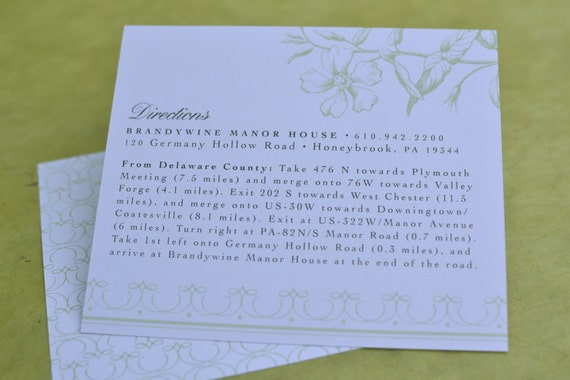 Directions
BRANDYWINE MANOR HOUSE • 610.942.2200
120 Germany Hollow Road • Honeybrook, PA 19344
From Delaware County: Take 476 N towards Plymouth
Meeting (7.5 miles) and merge onto 76W towards Valley
Forge (4.1 miles). Exit 202 S towards West Chester (11.5
miles), and merge onto US-30W towards Downingtown/
Coatesville (8.1 miles). Exit at US-322W/Manor Avenue
(6 miles). Turn right at PA-82N/S Manor Road (0.7 miles).
Take 1st left onto Germany Hollow Road (0.3 miles), and
arrive at Brandywine Manor House at the end of the road.